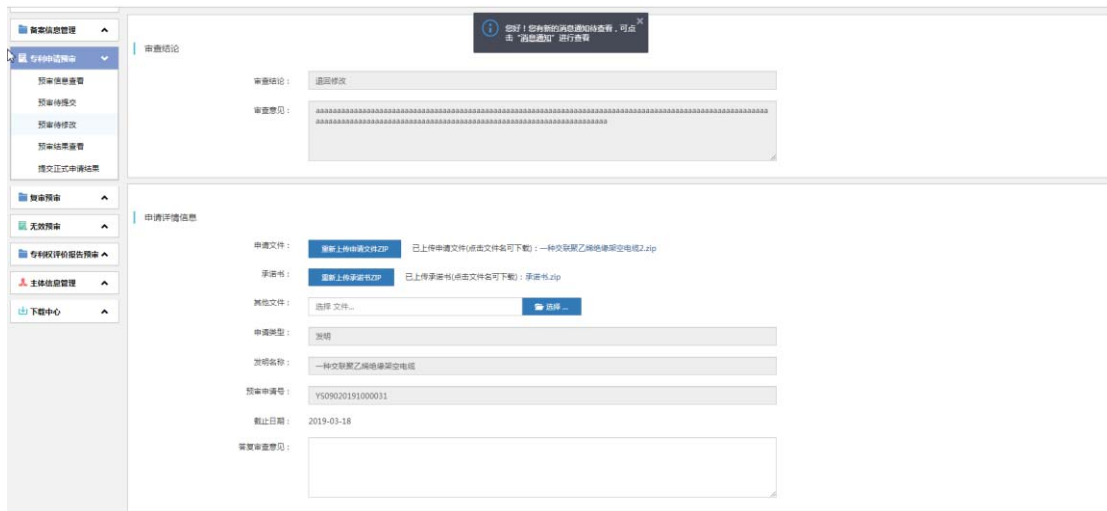 备案信息管理
专利申请预审
预审信息查看
预审待提交
预审待修改
预审结果查看
提交正式申请结果
复审预审
无效预审
专利权评价报告预审
主体信息管理
下载中心
您好！您有新的消息通知待查看，可点
击“消息通知”进行查看
审查结论
审查结论：
退回修改
审查意见：
申请详情信息
申请文件：
重新上传申请文件ZIP
已上传申请文件(点击文件名可下载)：一种交联聚乙烯绝缘架空电缆2.zip
承诺书：
重新上传承诺书ZIP
已上传承诺书(点击文件名可下载)：承诺书.zip
其他文件：
选择 文件...
选择 ...
申请类型：
发明
发明名称：
一种交联聚乙烯绝缘架空电缆
预审申请号：
YS09020191000031
截止日期：
2019-03-18
答复审查意见：